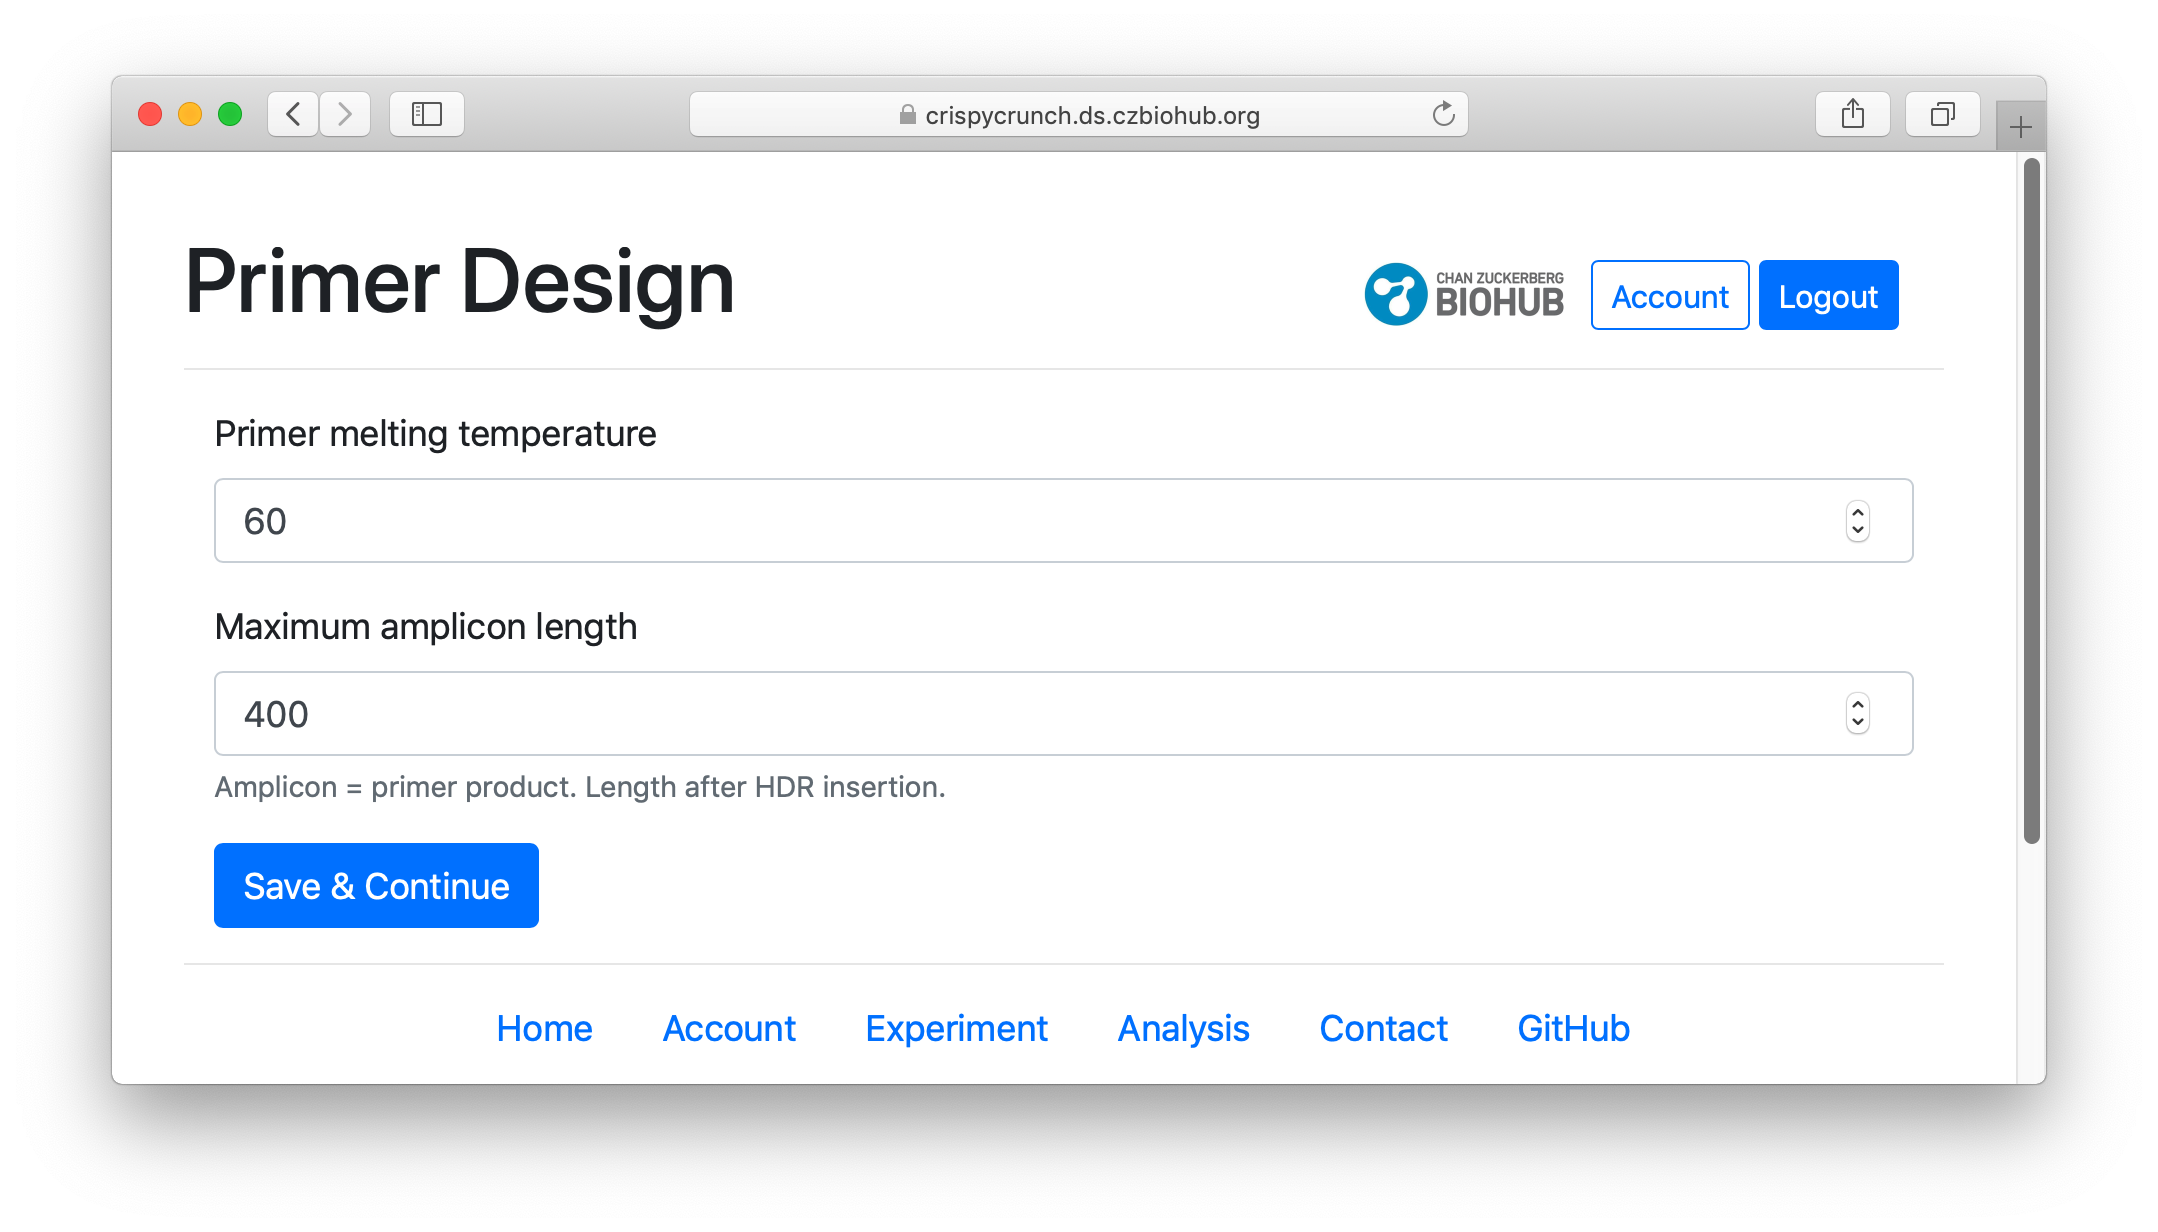 crispycrunch.ds.czbiohub.org
Primer Design
CHAN ZUCKERBERG
BIOHUB
Account
Logout
Primer melting temperature
60
Maximum amplicon length
400
Amplicon = primer product. Length after HDR insertion.
Save & Continue
Home Account Experiment Analysis Contact GitHub